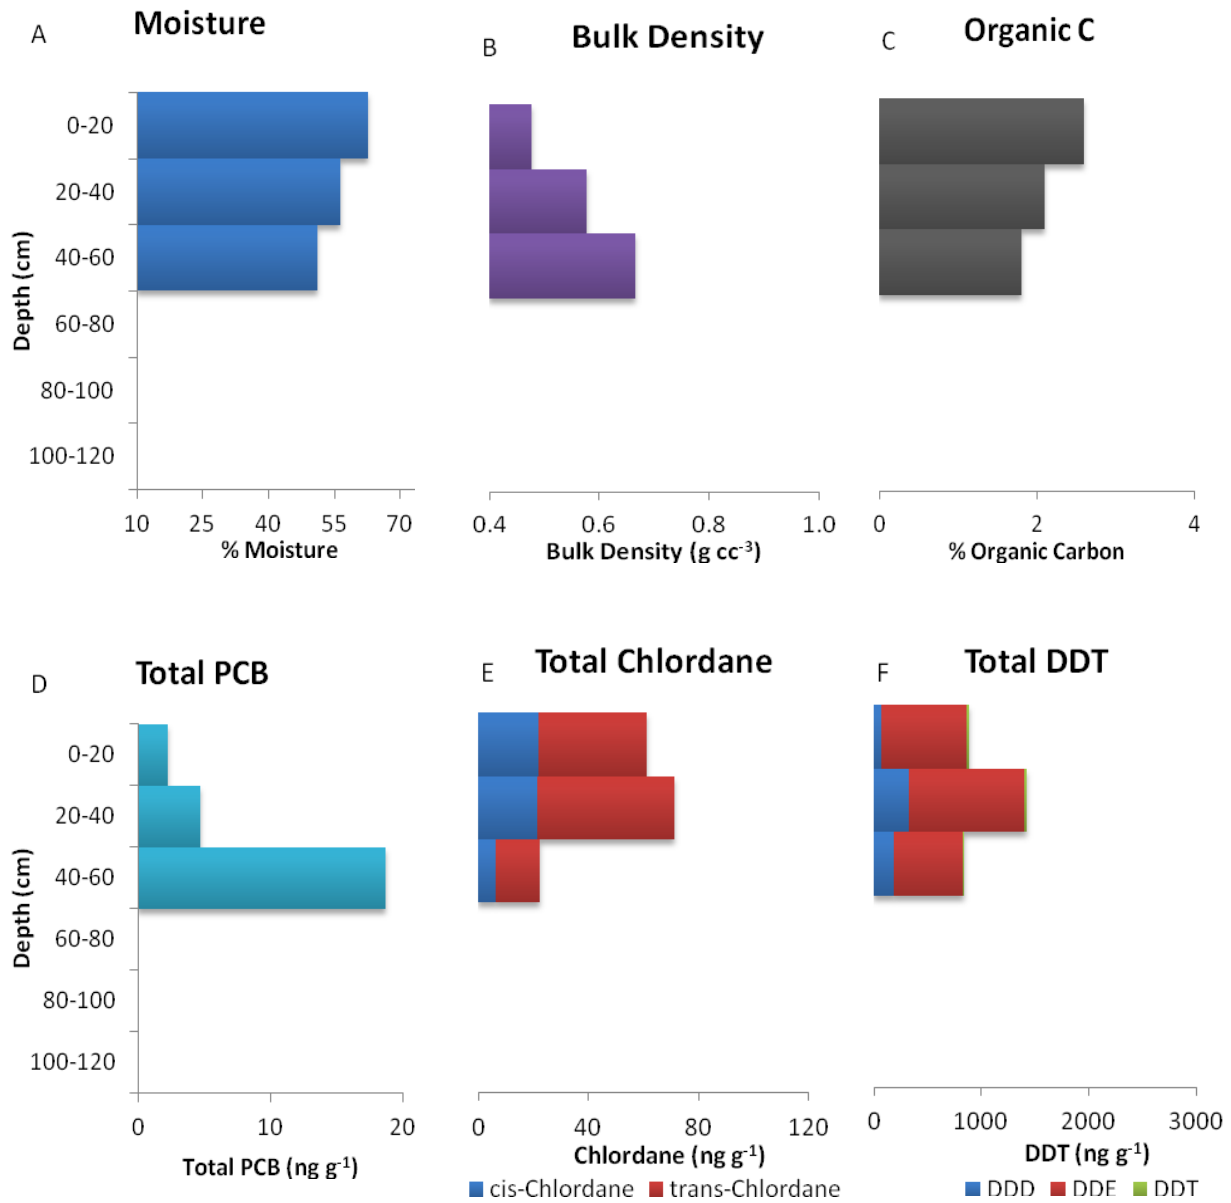 A Moisture
0-20
20-40
40-60
60-80
80-100
100-120
Depth (cm)
10 25 40 55 70
% Moisture
B Bulk Density
0.4 0.6 0.8 1.0
Bulk Density (g cc⁻³)
C Organic C
0 2 4
% Organic Carbon
D Total PCB
0-20
20-40
40-60
60-80
80-100
100-120
Depth (cm)
0 10 20
Total PCB (ng g⁻¹)
E Total Chlordane
0 40 80 120
Chlordane (ng g⁻¹)
cis-Chlordane trans-Chlordane
F Total DDT
0 1000 2000 3000
DDT (ng g⁻¹)
DDD DDE DDT